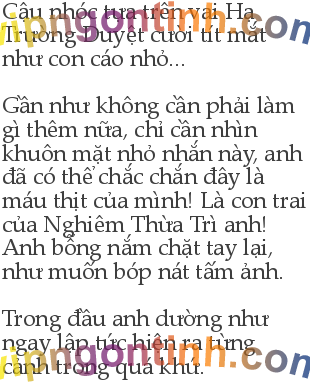 Cậu nhóc tựa trên vai Hạ
Trường Duyệt cười tít mắt
như con cáo nhỏ...
Gần như không cần phải làm
gì thêm nữa, chỉ cần nhìn
khuôn mặt nhỏ nhắn này, anh
đã có thể chắc chắn đây là
máu thịt của mình! Là con trai
của Nghiêm Thừa Trì anh!
Anh bỗng nắm chặt tay lại,
như muốn bóp nát tấm ảnh.
Trong đầu anh dường như
ngay lập tức hiện ra từng
cảnh trong quá khứ.